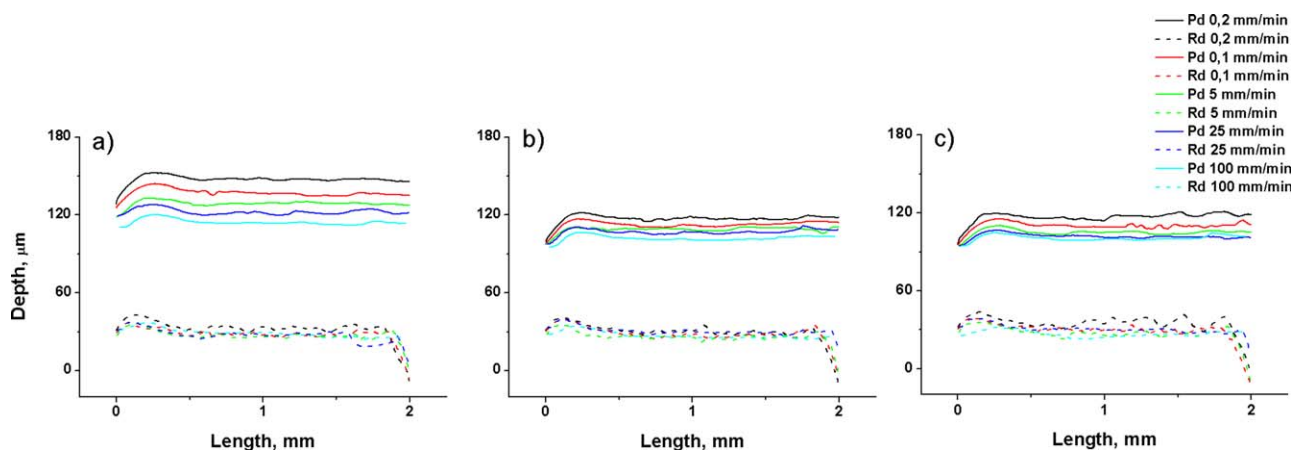 Pd 0,2 mm/min
Rd 0,2 mm/min
Pd 0,1 mm/min
Rd 0,1 mm/min
Pd 5 mm/min
Rd 5 mm/min
Pd 25 mm/min
Rd 25 mm/min
Pd 100 mm/min
Rd 100 mm/min
a)
b)
c)
Depth, μm
180
120
60
0
0
1
2
Length, mm
180
120
60
0
0
1
2
Length, mm
180
120
60
0
0
1
2
Length, mm